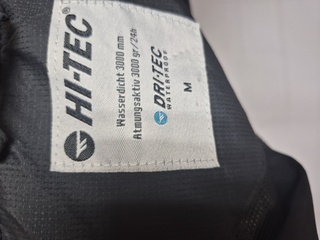 HI-TEC®
Wasserdicht 3000 mm
Atmungsaktiv 3000 gr/24h
DRI-TEC
WATERPROOF
M